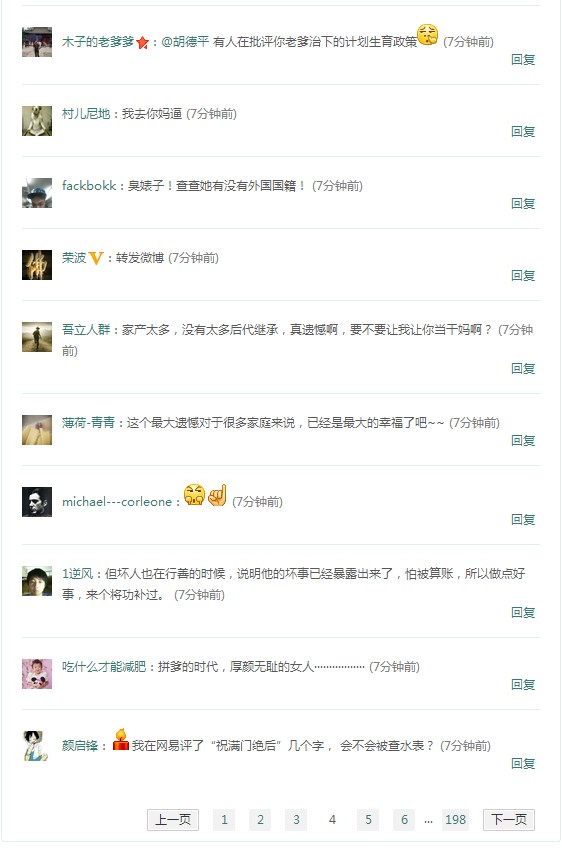 木子的老爹爹：@胡德平 有人在批评你老爹治下的计划生育政策 (7分钟前)
回复
村儿尼地：我去你妈逼 (7分钟前)
回复
fackbokk：臭婊子！查查她有没有外国国籍！ (7分钟前)
回复
荣波V：转发微博 (7分钟前)
回复
吾立人群：家产太多，没有太多后代继承，真遗憾啊，要不要让我让你当干妈啊？ (7分钟
前)
回复
薄荷-青青：这个最大遗憾对于很多家庭来说，已经是最大的幸福了吧~~ (7分钟前)
回复
michael---corleone： (7分钟前)
回复
1逆风：但坏人也在行善的时候，说明他的坏事已经暴露出来了，怕被算账，所以做点好
事，来个将功补过。 (7分钟前)
回复
吃什么才能减肥：拼爹的时代，厚颜无耻的女人················· (7分钟前)
回复
颜启锋：我在网易评了“祝满门绝后”几个字， 会不会被查水表？ (7分钟前)
回复
上一页 1 2 3 4 5 6 ... 198 下一页